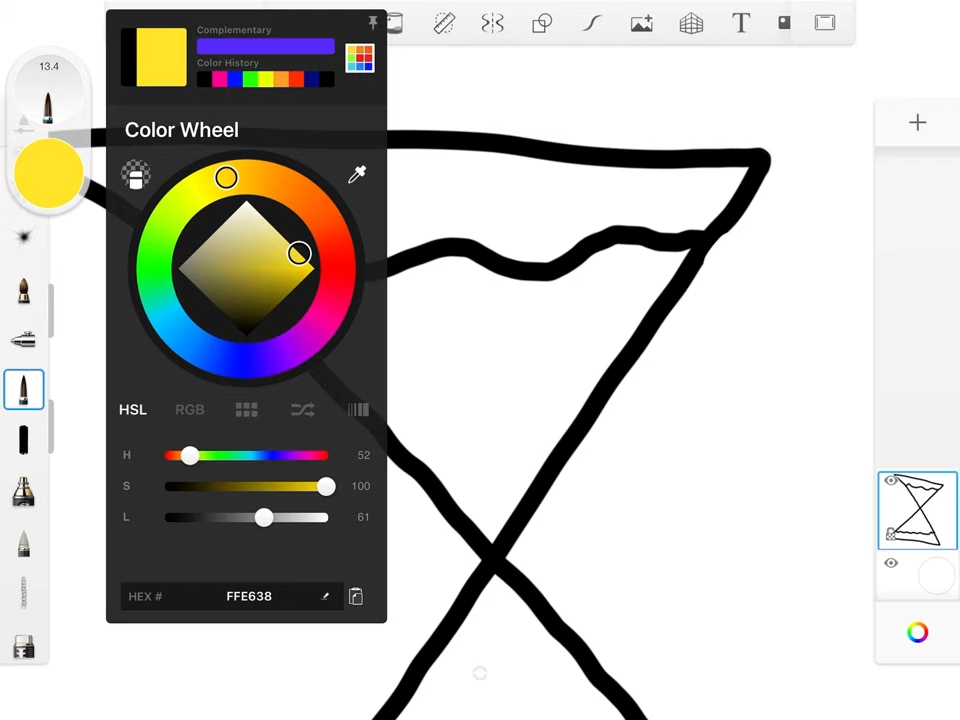 13.4
Complementary
Color History
Color Wheel
HSL RGB
H 52
S 100
L 61
HEX # FFE638
T